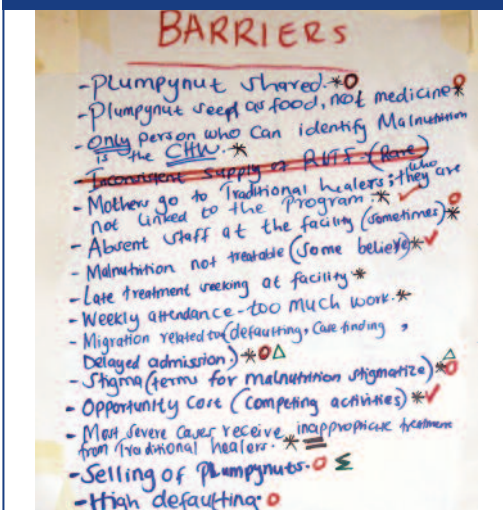 BARRIERS
- Plumpynut shared.
- Plumpynut seen as food, not medicine
- Only person who can identify Malnutrition
is the CHW.
- Inconsistent supply of RUTF (Rare)
- Mothers go to Traditional healers; who they are
not linked to the program.
- Absent staff at the facility (sometimes)
- Malnutrition not treatable (some believe)
- Late treatment seeking at facility
- Weekly attendance - too much work.
- Migration related to (defaulting, case finding,
Delayed admission)
- Stigma (terms for malnutrition stigmatize)
- Opportunity cost (competing activities)
- Most severe cases receive inappropriate treatment
from Traditional healers.
- Selling of Plumpynuts.
- High defaulting.